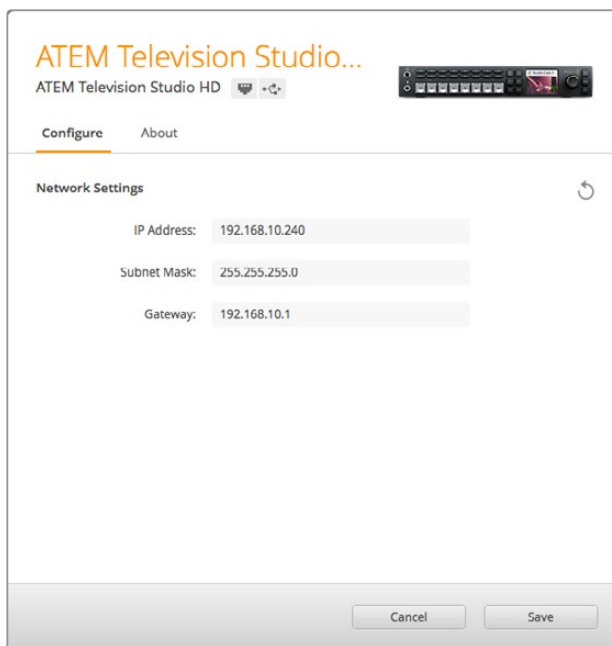 ATEM Television Studio...
ATEM Television Studio HD
Configure About
Network Settings
IP Address: 192.168.10.240
Subnet Mask: 255.255.255.0
Gateway: 192.168.10.1
Cancel Save